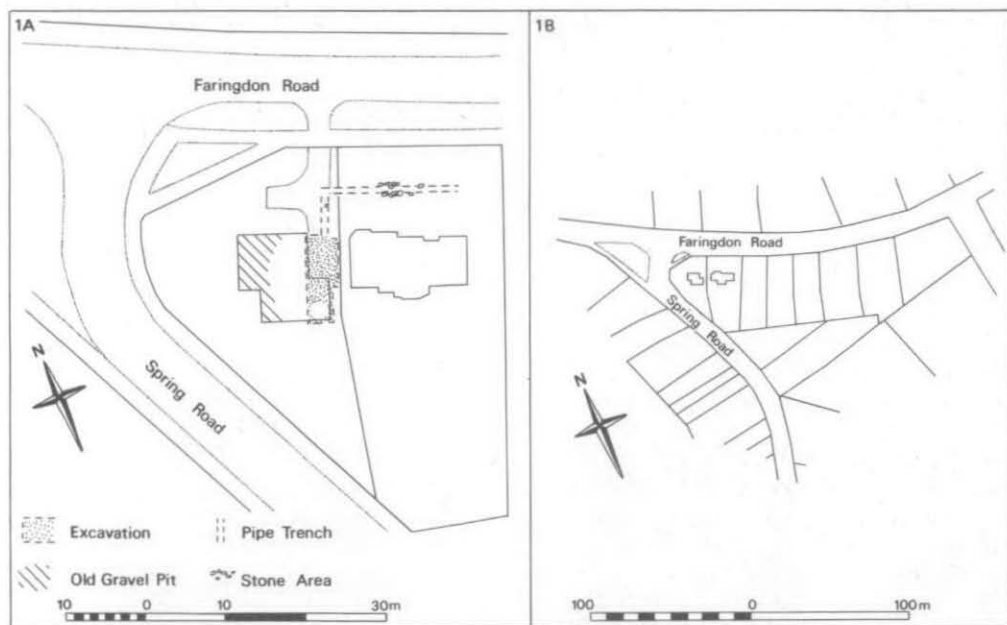 1A
Faringdon Road
N
Spring Road
Excavation
Pipe Trench
Old Gravel Pit
Stone Area
10 0 10 30m
1B
Faringdon Road
Spring Road
N
100 0 100m